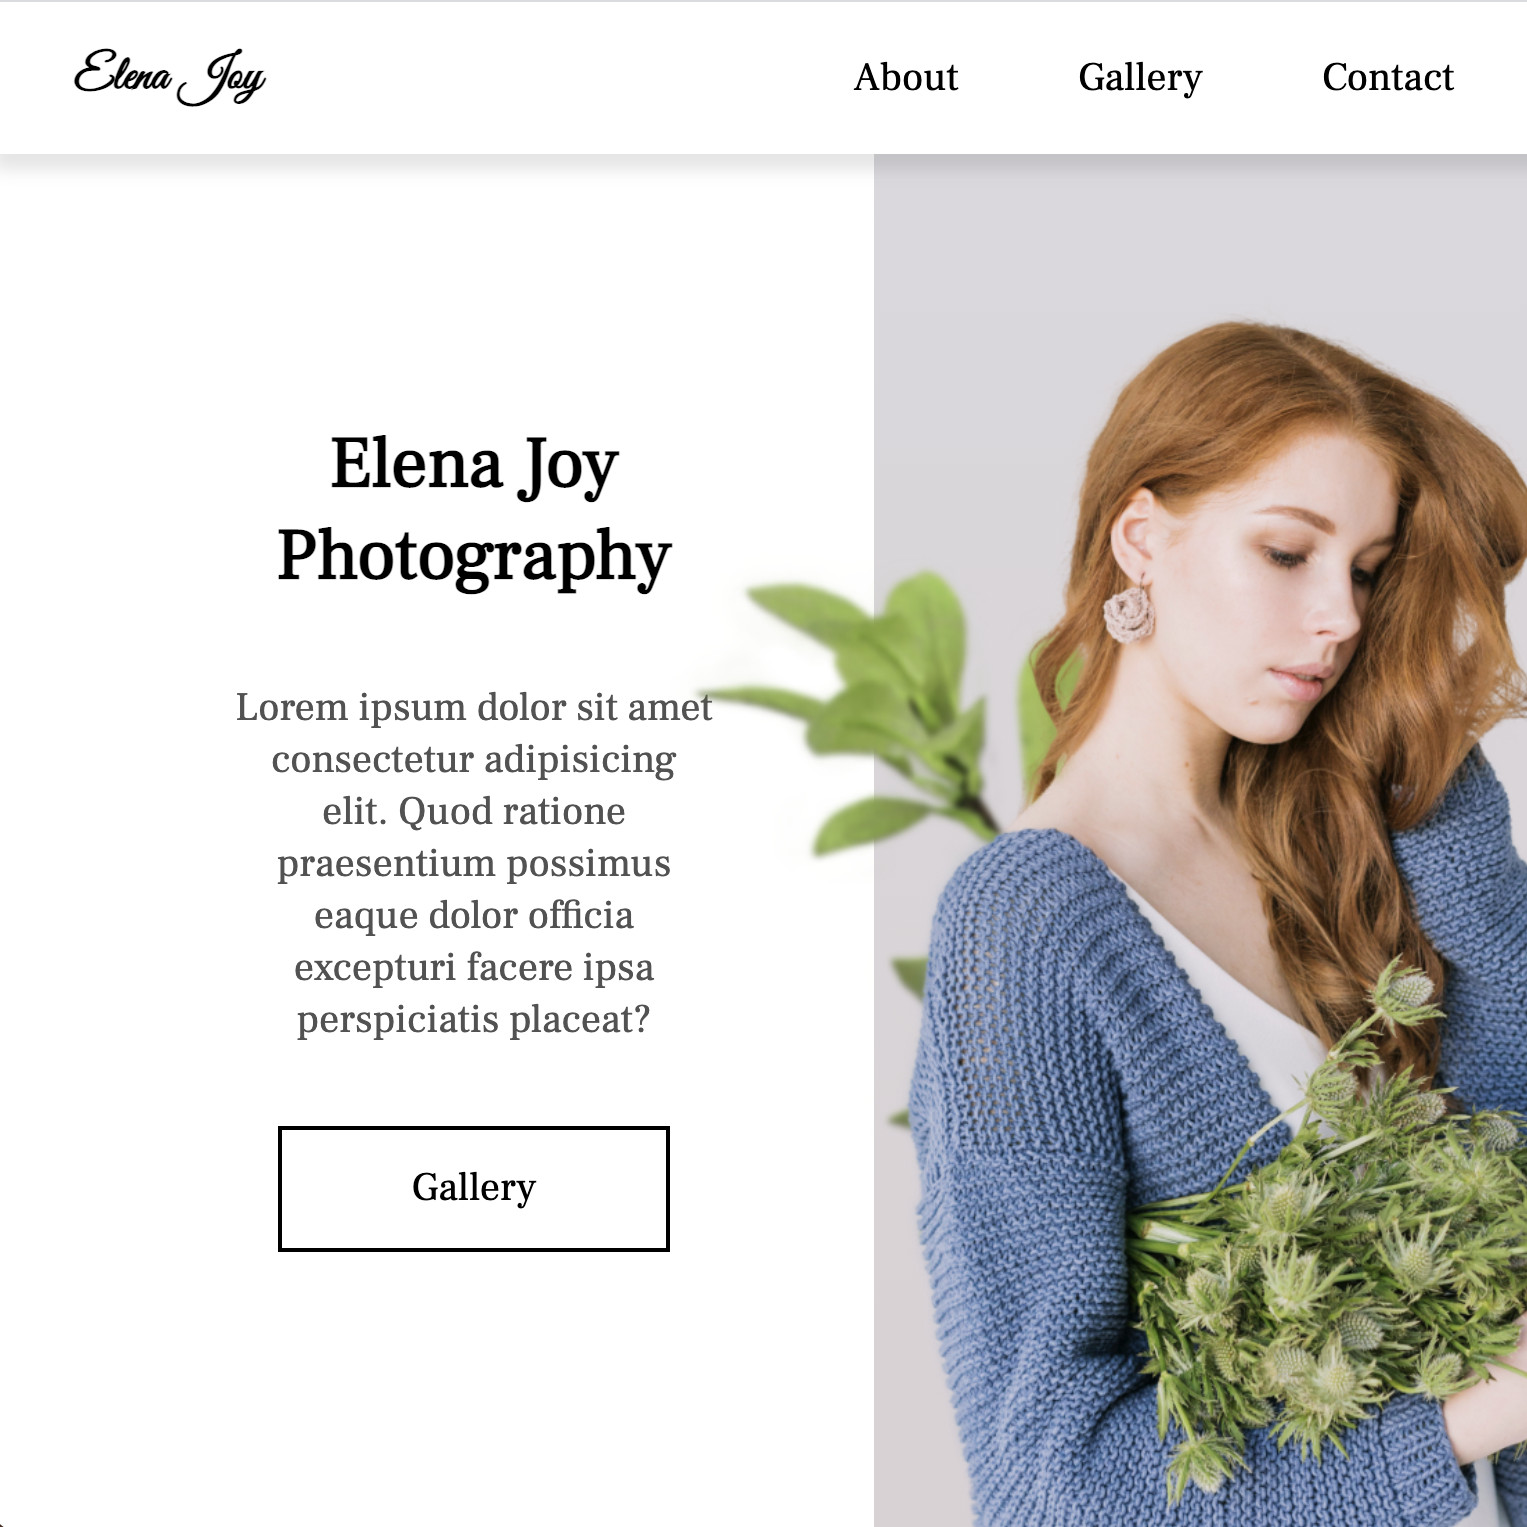 Elena Joy
About
Gallery
Contact
Elena Joy
Photography
Lorem ipsum dolor sit amet
consectetur adipisicing
elit. Quod ratione
praesentium possimus
eaque dolor officia
excepturi facere ipsa
perspiciatis placeat?
Gallery